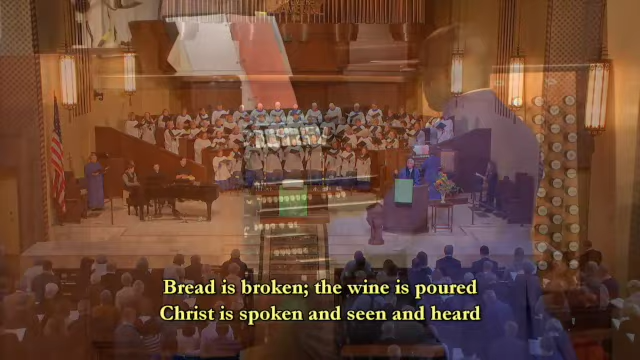 Bread is broken; the wine is poured
Christ is spoken and seen and heard